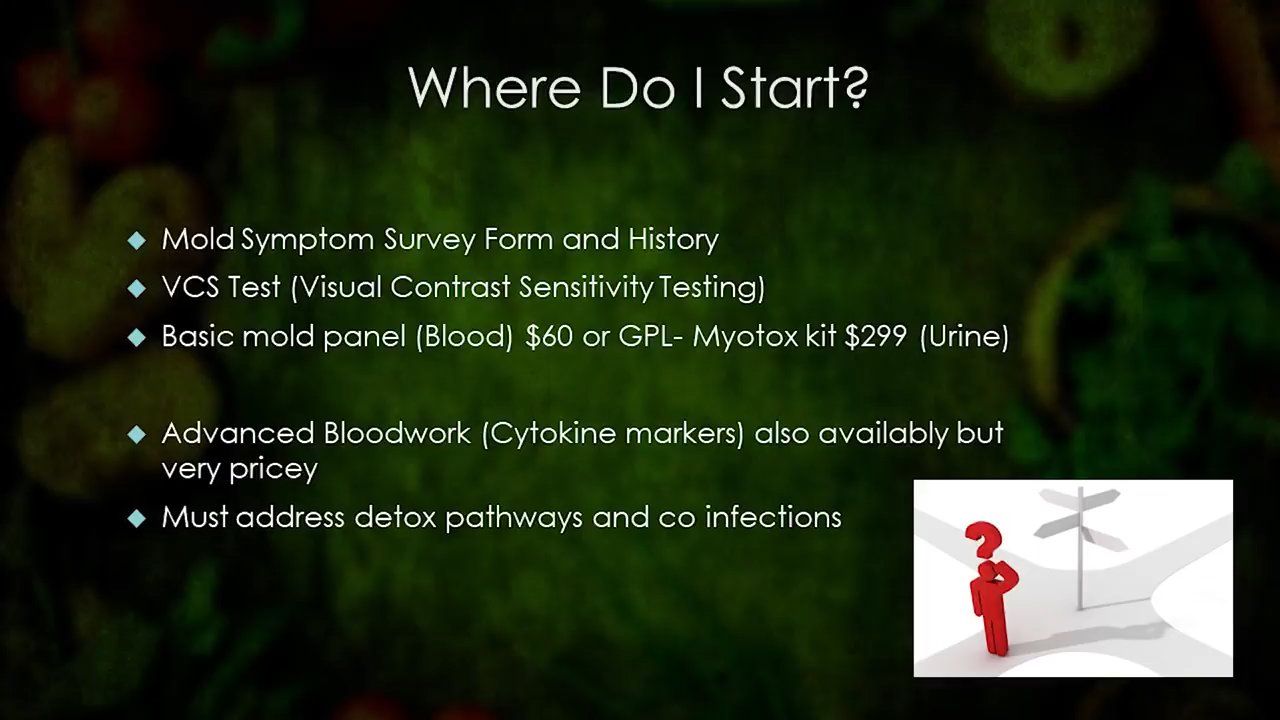 Where Do I Start?
Mold Symptom Survey Form and History
VCS Test (Visual Contrast Sensitivity Testing)
Basic mold panel (Blood) $60 or GPL- Myotox kit $299 (Urine)
Advanced Bloodwork (Cytokine markers) also availably but
very pricey
Must address detox pathways and co infections
?